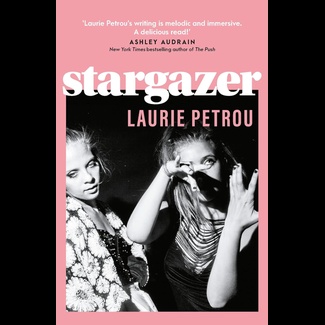 'Laurie Petrou's writing is melodic and immersive.
A delicious read!'
ASHLEY AUDRAIN
New York Times bestselling author of The Push
stargazer
LAURIE PETROU